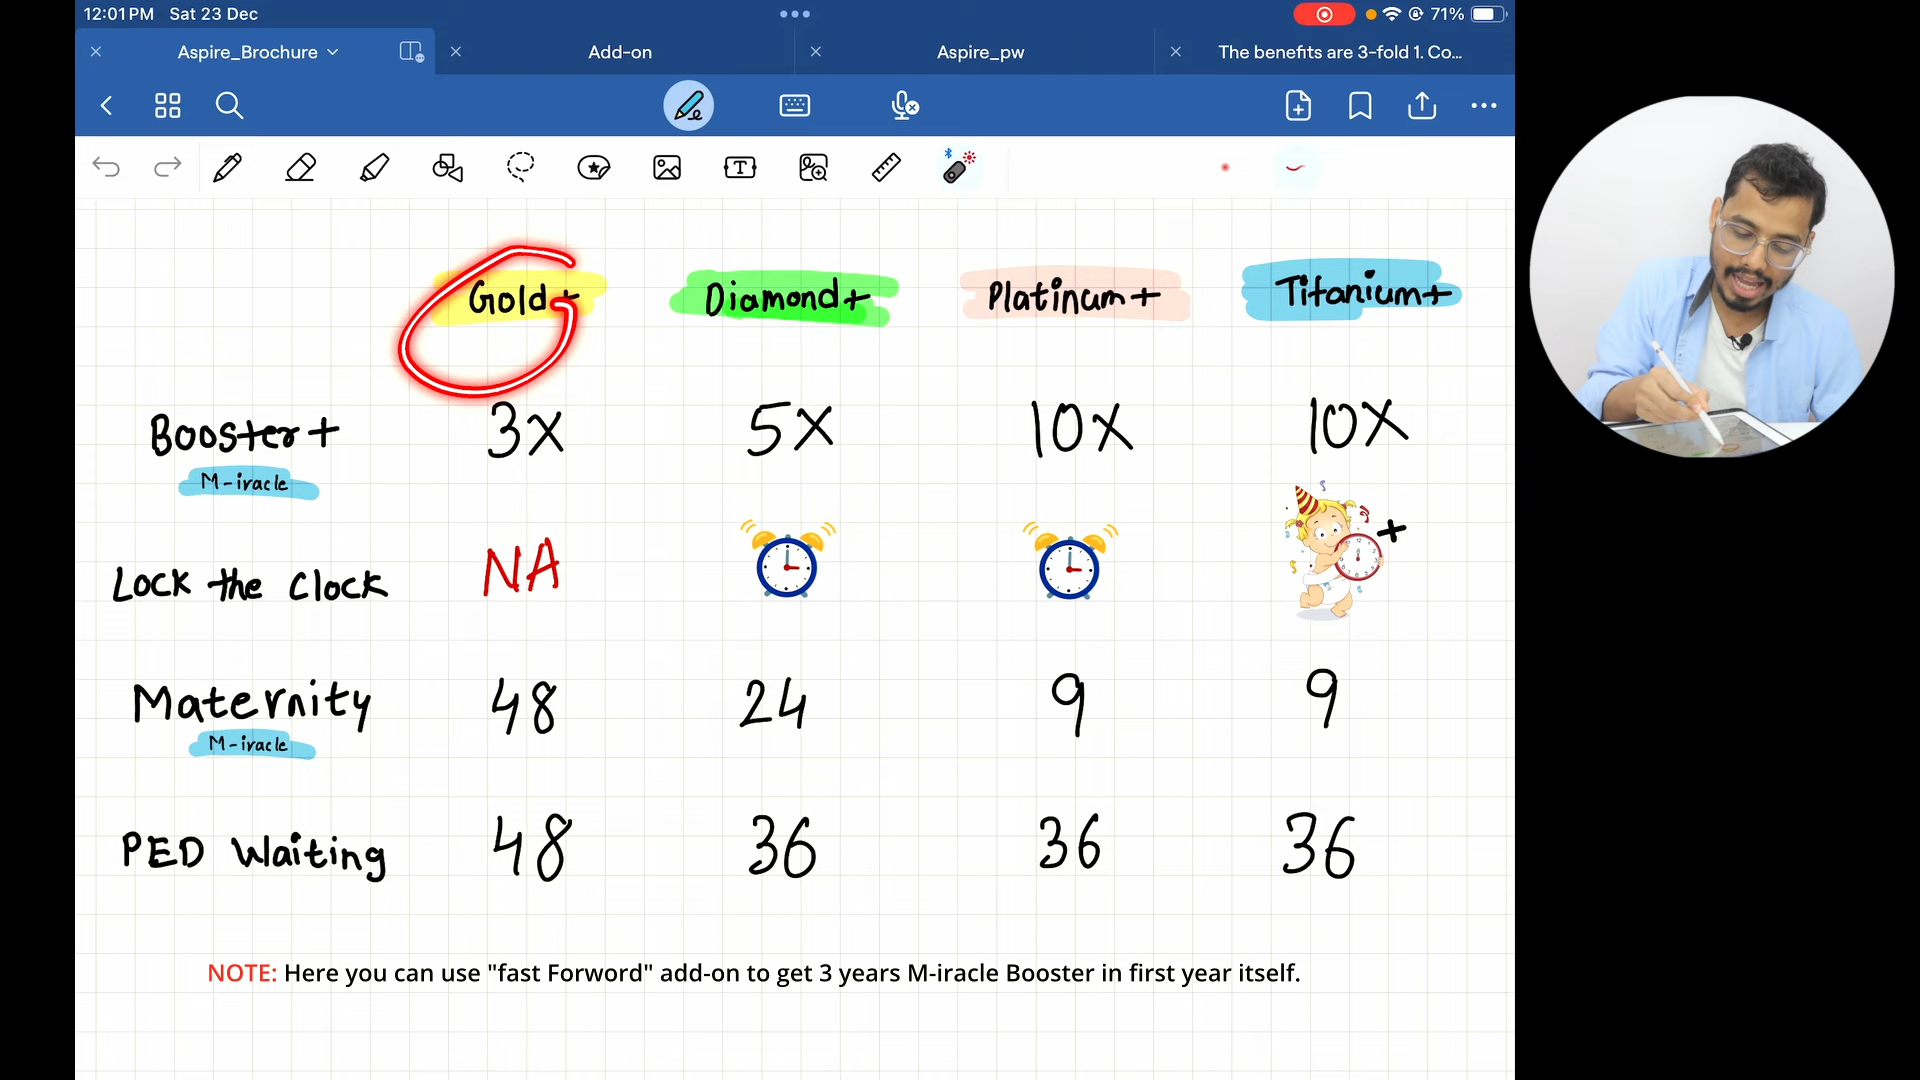 12:01 PM Sat 23 Dec 71%
Aspire_Brochure Add-on Aspire_pw The benefits are 3-fold 1. Co...
Gold+ Diamond+ Platinum+ Titanium+
Booster+ 3X 5X 10X 10X
M-iracle
Lock the Clock NA +
Maternity 48 24 9 9
M-iracle
PED Waiting 48 36 36 36
NOTE: Here you can use "fast Forword" add-on to get 3 years M-iracle Booster in first year itself.